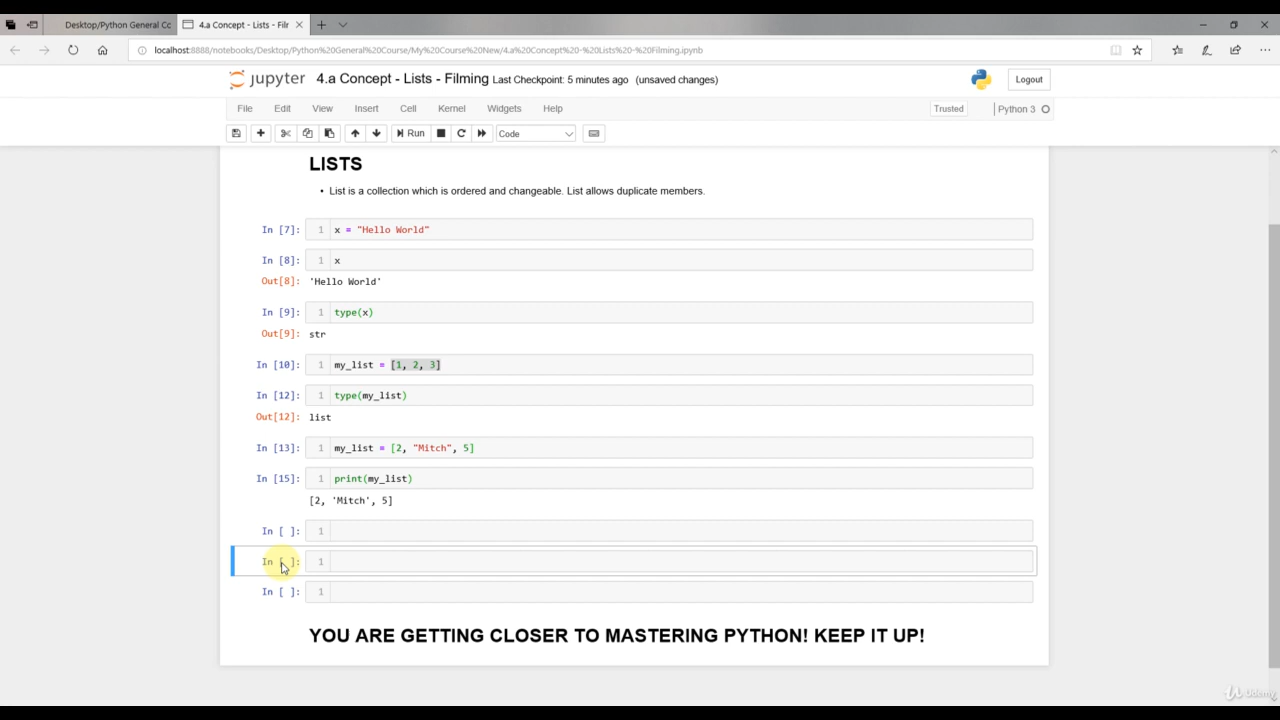 Desktop/Python General Cc
4.a Concept - Lists - Filr
localhost:8888/notebooks/Desktop/Python%20General%20Course/My%20Course%20New/4.a%20Concept%20-%20Lists%20-%20Filming.ipynb
jupyter 4.a Concept - Lists - Filming Last Checkpoint: 5 minutes ago (unsaved changes)
Logout
File Edit View Insert Cell Kernel Widgets Help
Trusted Python 3
Run Code
LISTS
• List is a collection which is ordered and changeable. List allows duplicate members.
In [7]: 1 x = "Hello World"
In [8]: 1 x
Out[8]: 'Hello World'
In [9]: 1 type(x)
Out[9]: str
In [10]: 1 my_list = [1, 2, 3]
In [12]: 1 type(my_list)
Out[12]: list
In [13]: 1 my_list = [2, "Mitch", 5]
In [15]: 1 print(my_list)
[2, 'Mitch', 5]
In [ ]: 1
In [ ]: 1
In [ ]: 1
YOU ARE GETTING CLOSER TO MASTERING PYTHON! KEEP IT UP!
Udemy